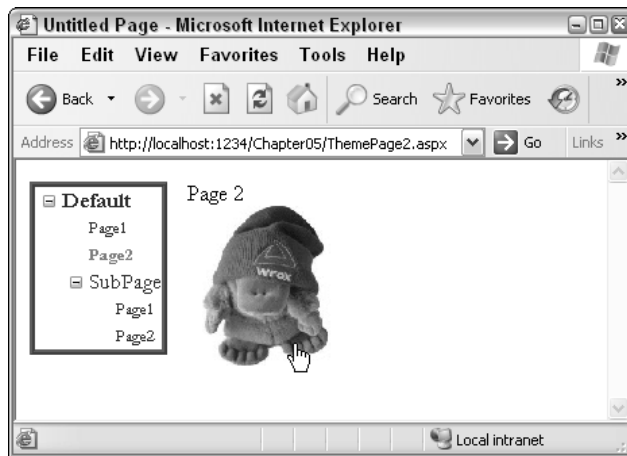 Untitled Page - Microsoft Internet Explorer
File Edit View Favorites Tools Help
Back Search Favorites »
Address http://localhost:1234/Chapter05/ThemePage2.aspx Go Links »
Default
Page1
Page2
SubPage
Page1
Page2
Page 2
Wrox
Local intranet